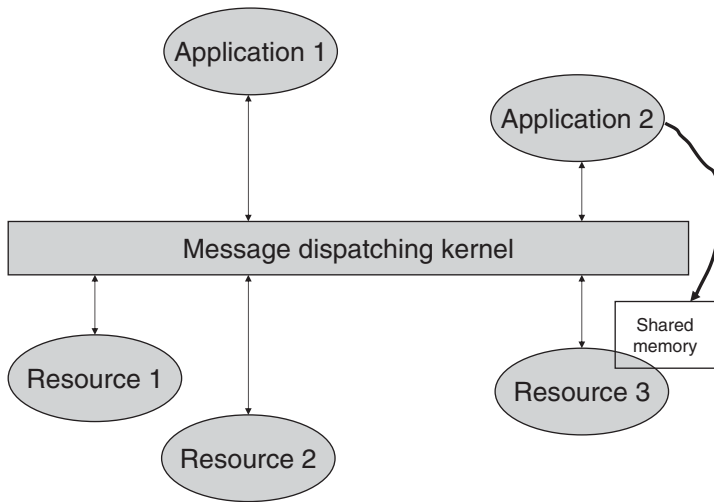 Application 1
Application 2
Message dispatching kernel
Shared
memory
Resource 1
Resource 3
Resource 2